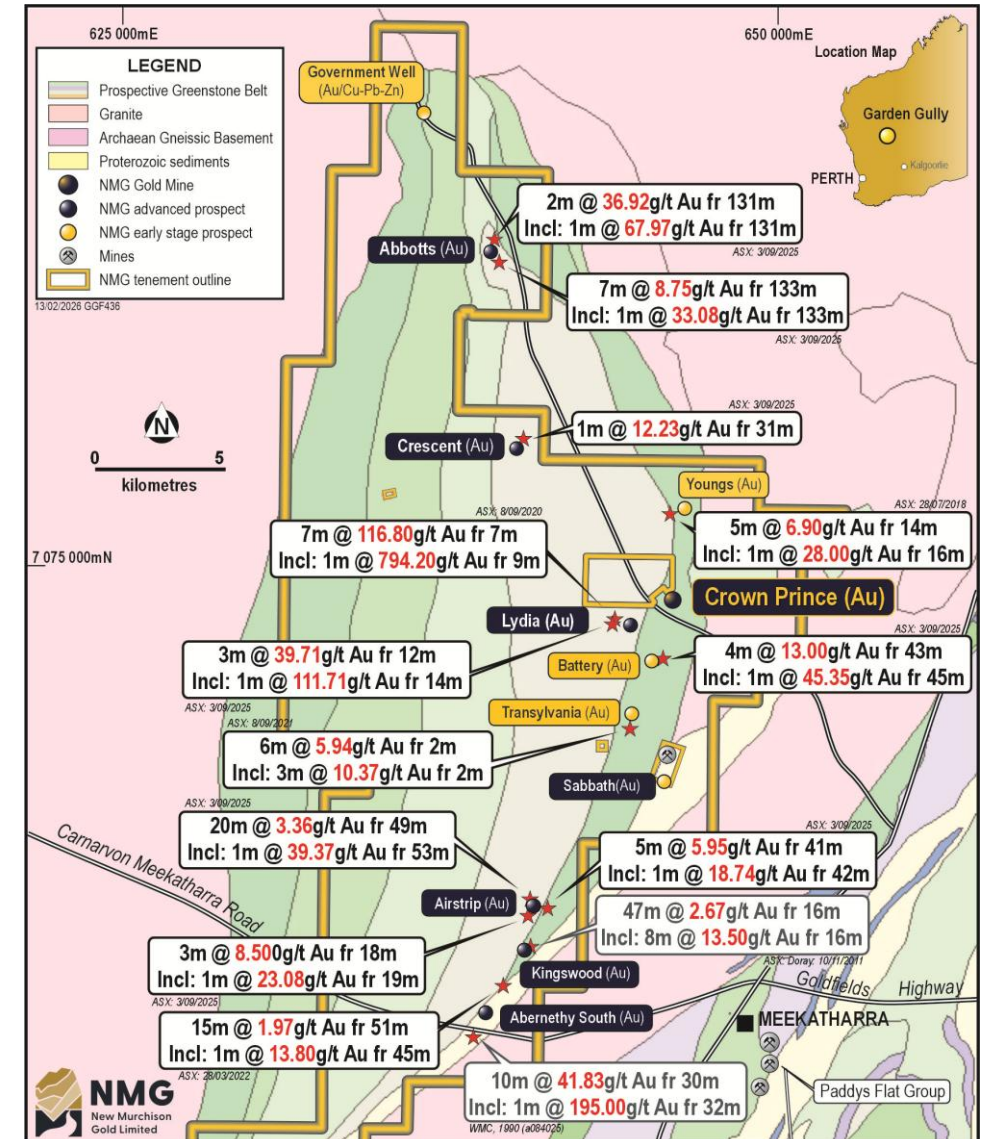 625 000mE
650 000mE
LEGEND
Prospective Greenstone Belt
Granite
Archaean Gneissic Basement
Proterozoic sediments
NMG Gold Mine
NMG advanced prospect
NMG early stage prospect
Mines
NMG tenement outline
13/02/2026 GGF436
Location Map
Garden Gully
Kalgoorlie
PERTH
Government Well
(Au/Cu-Pb-Zn)
2m @ 36.92g/t Au fr 131m
Incl: 1m @ 67.97g/t Au fr 131m
ASX: 3/09/2025
Abbotts (Au)
7m @ 8.75g/t Au fr 133m
Incl: 1m @ 33.08g/t Au fr 133m
ASX: 3/09/2025
N
0 5
kilometres
ASX: 3/09/2025
1m @ 12.23g/t Au fr 31m
Crescent (Au)
Youngs (Au)
ASX: 28/07/2018
5m @ 6.90g/t Au fr 14m
Incl: 1m @ 28.00g/t Au fr 16m
ASX: 8/09/2020
7m @ 116.80g/t Au fr 7m
Incl: 1m @ 794.20g/t Au fr 9m
7 075 000mN
Crown Prince (Au)
Lydia (Au)
ASX: 3/09/2025
4m @ 13.00g/t Au fr 43m
Incl: 1m @ 45.35g/t Au fr 45m
3m @ 39.71g/t Au fr 12m
Incl: 1m @ 111.71g/t Au fr 14m
ASX: 3/09/2025
Battery (Au)
Transylvania (Au)
ASX: 8/09/2021
6m @ 5.94g/t Au fr 2m
Incl: 3m @ 10.37g/t Au fr 2m
Sabbath(Au)
ASX: 3/09/2025
20m @ 3.36g/t Au fr 49m
Incl: 1m @ 39.37g/t Au fr 53m
ASX: 3/09/2025
5m @ 5.95g/t Au fr 41m
Incl: 1m @ 18.74g/t Au fr 42m
Carnarvon Meekatharra Road
Airstrip (Au)
47m @ 2.67g/t Au fr 16m
Incl: 8m @ 13.50g/t Au fr 16m
ASX: Doray: 10/11/2011
3m @ 8.500g/t Au fr 18m
Incl: 1m @ 23.08g/t Au fr 19m
ASX: 3/09/2025
Kingswood (Au)
Goldfields Highway
15m @ 1.97g/t Au fr 51m
Incl: 1m @ 13.80g/t Au fr 45m
ASX: 28/03/2022
Abernethy South (Au)
MEEKATHARRA
10m @ 41.83g/t Au fr 30m
Incl: 1m @ 195.00g/t Au fr 32m
WMC, 1990 (a084025)
Paddys Flat Group
NMG
New Murchison
Gold Limited